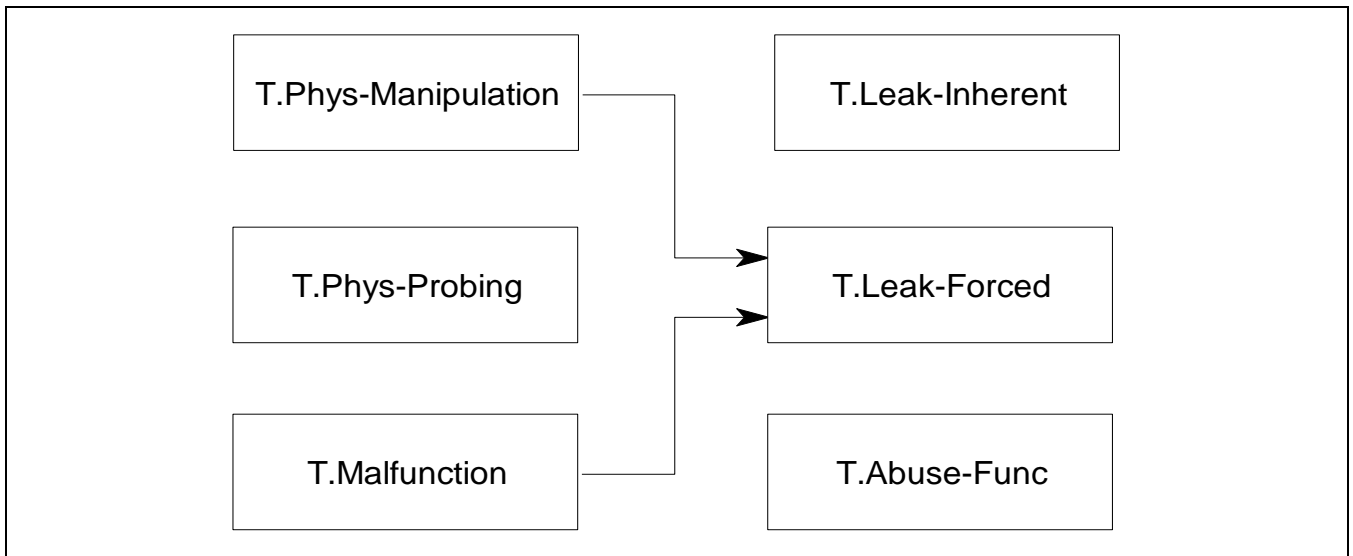 T.Phys-Manipulation
T.Leak-Inherent
T.Phys-Probing
T.Leak-Forced
T.Malfunction
T.Abuse-Func